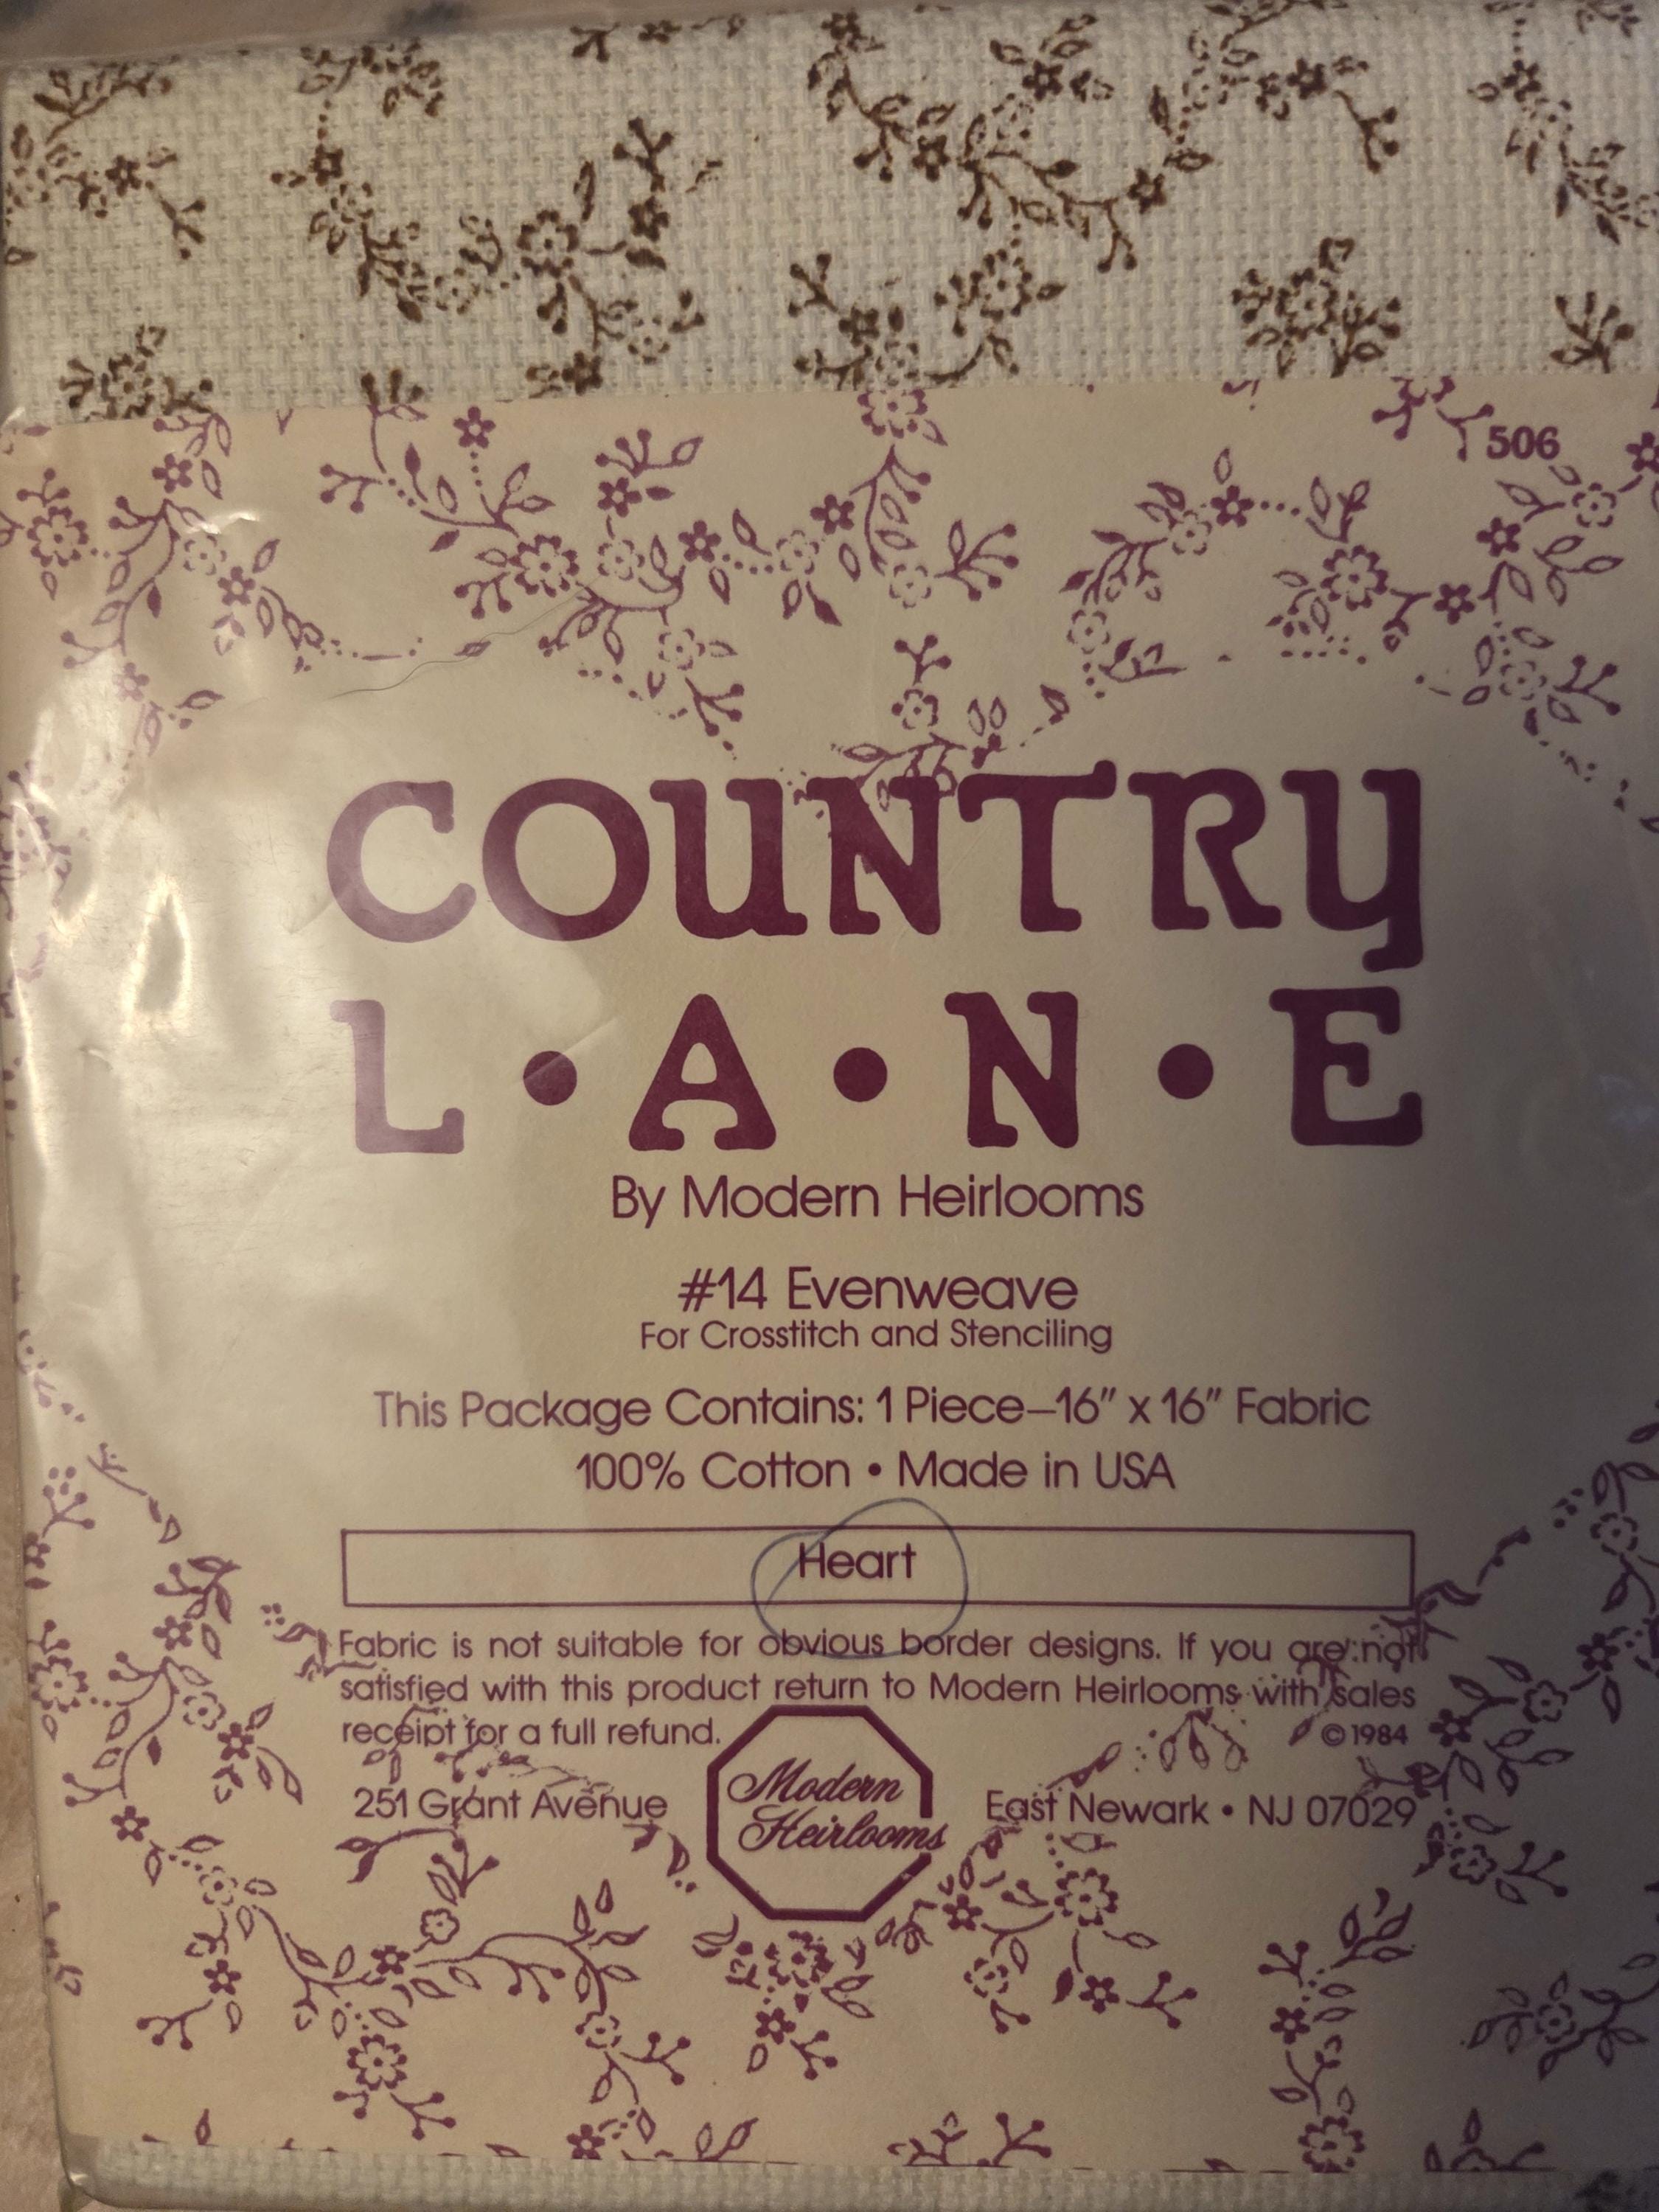 506
COUNTRY
L·A·N·E
By Modern Heirlooms
#14 Evenweave
For Crosstitch and Stenciling
This Package Contains: 1 Piece–16" x 16" Fabric
100% Cotton • Made in USA
Heart
Fabric is not suitable for obvious border designs. If you are not
satisfied with this product return to Modern Heirlooms with sales
receipt for a full refund.
©1984
251 Grant Avenue
Modern
Heirlooms
East Newark • NJ 07029